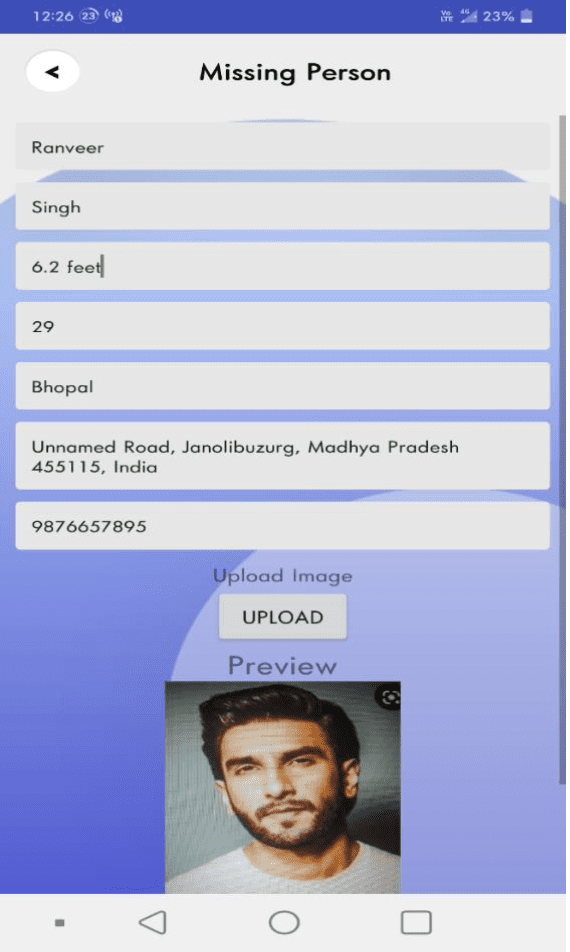 12:26 23
Vo LTE 4G 23%
<
Missing Person
Ranveer
Singh
6.2 feet
29
Bhopal
Unnamed Road, Janolibuzurg, Madhya Pradesh
455115, India
9876657895
Upload Image
UPLOAD
Preview